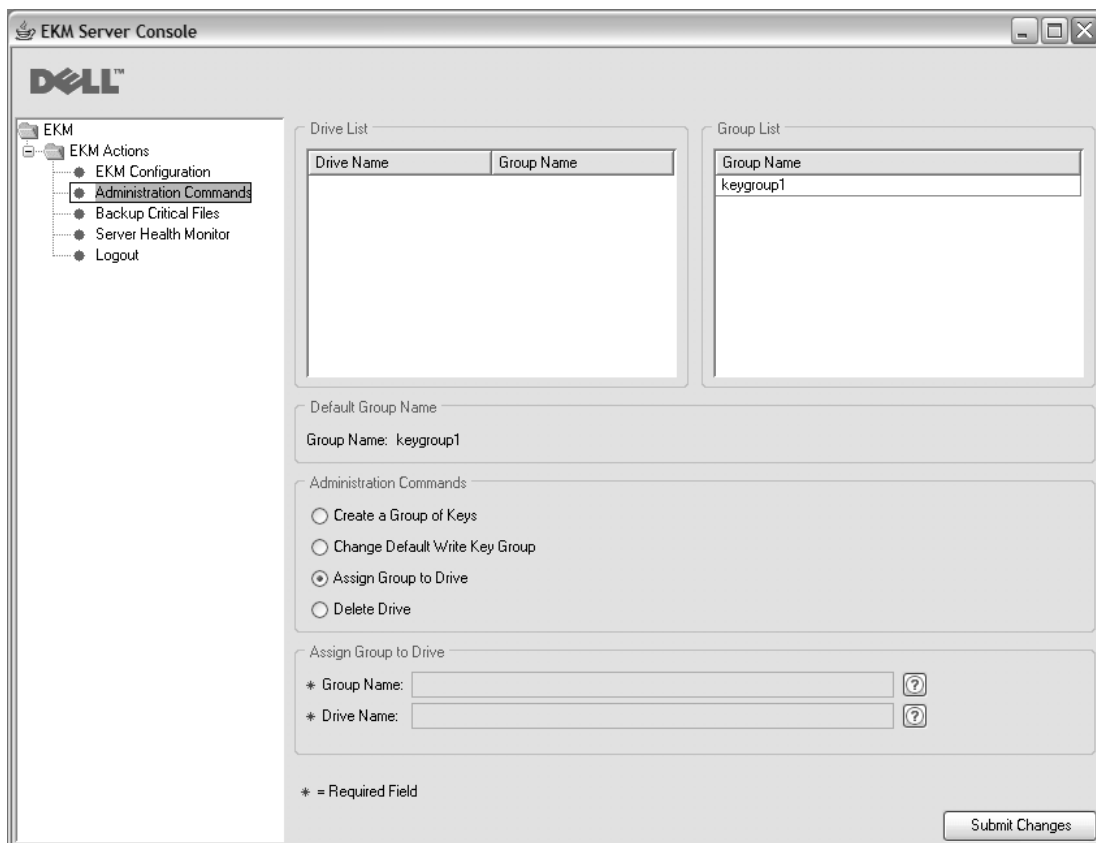 EKM Server Console
DELL™
EKM
EKM Actions
EKM Configuration
Administration Commands
Backup Critical Files
Server Health Monitor
Logout
Drive List
Drive Name Group Name
Group List
Group Name
keygroup1
Default Group Name
Group Name: keygroup1
Administration Commands
Create a Group of Keys
Change Default Write Key Group
Assign Group to Drive
Delete Drive
Assign Group to Drive
* Group Name:
* Drive Name:
* = Required Field
Submit Changes